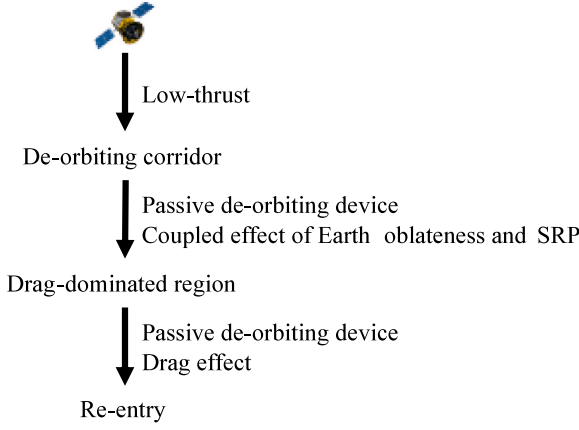 Low-thrust
De-orbiting corridor
Passive de-orbiting device
Coupled effect of Earth oblateness and SRP
Drag-dominated region
Passive de-orbiting device
Drag effect
Re-entry